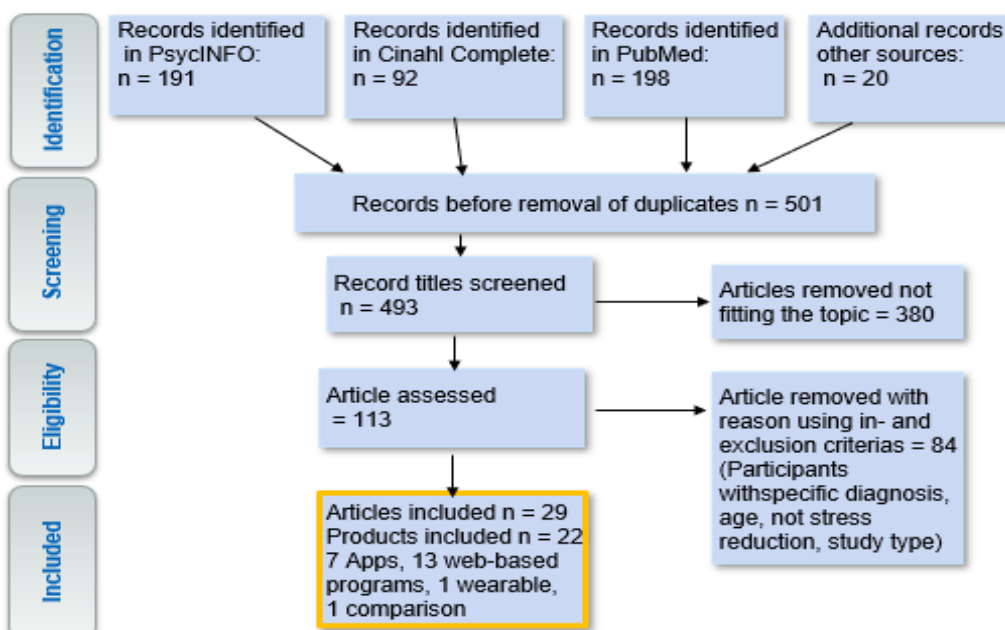 Identification
Records identified
in PsycINFO:
n = 191
Records identified
in Cinahl Complete:
n = 92
Records identified
in PubMed:
n = 198
Additional records
other sources:
n = 20
Screening
Records before removal of duplicates n = 501
Record titles screened
n = 493
Articles removed not
fitting the topic = 380
Eligibility
Article assessed
= 113
Article removed with
reason using in- and
exclusion criterias = 84
(Participants
withspecific diagnosis,
age, not stress
reduction, study type)
Included
Articles included n = 29
Products included n = 22
7 Apps, 13 web-based
programs, 1 wearable,
1 comparison